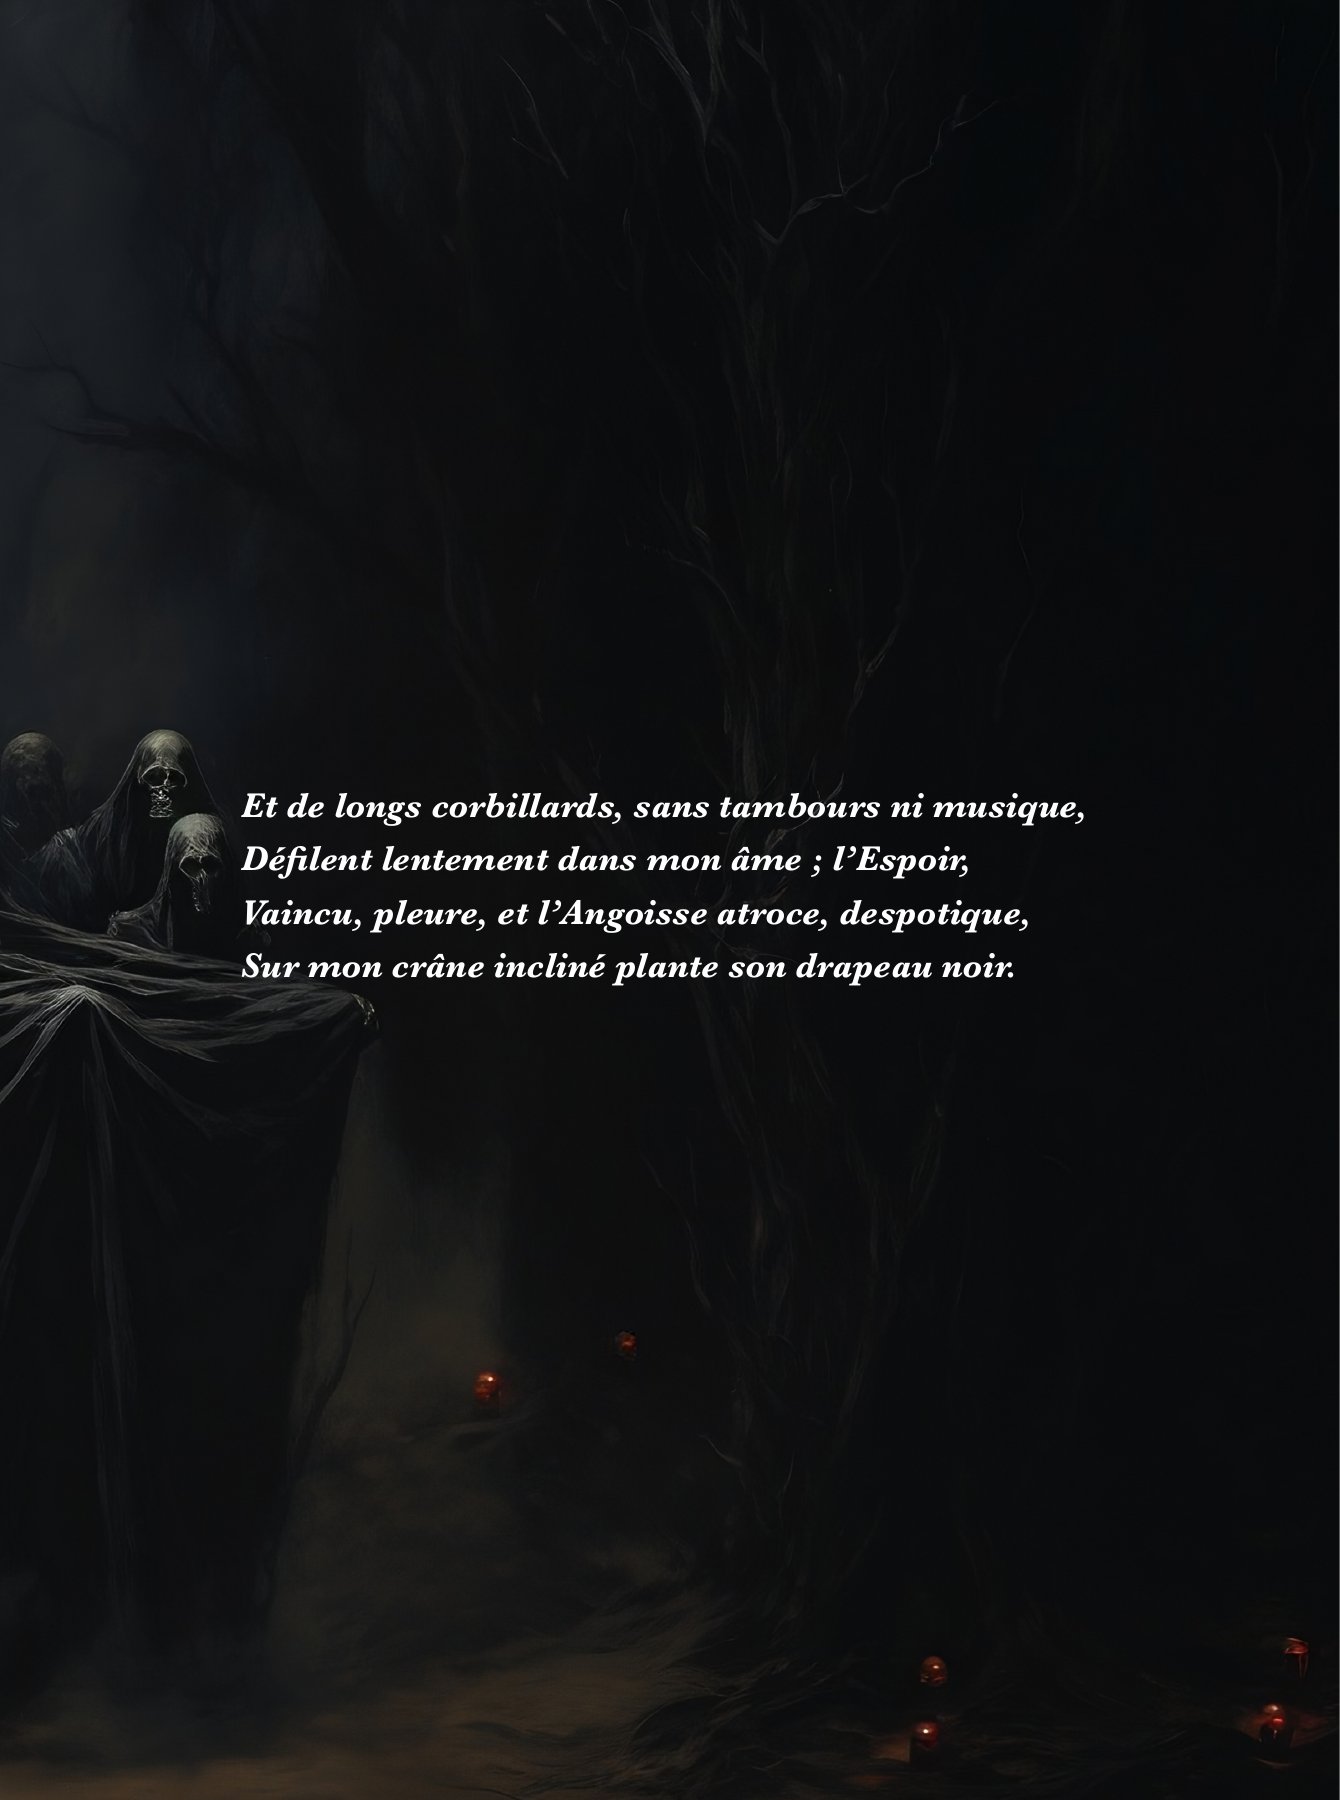 Et de longs corbillards, sans tambours ni musique,
Défilent lentement dans mon âme ; l’Espoir,
Vaincu, pleure, et l’Angoisse atroce, despotique,
Sur mon crâne incliné plante son drapeau noir.